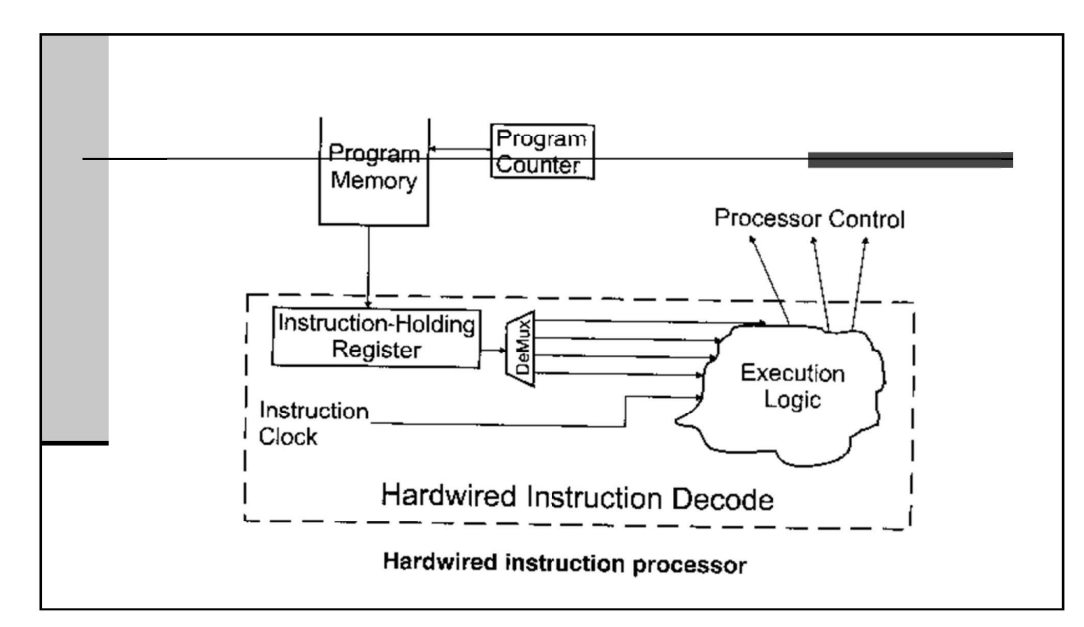 Program
Memory
Program
Counter
Processor Control
Instruction-Holding
Register
DeMux
Execution
Logic
Instruction
Clock
Hardwired Instruction Decode
Hardwired instruction processor